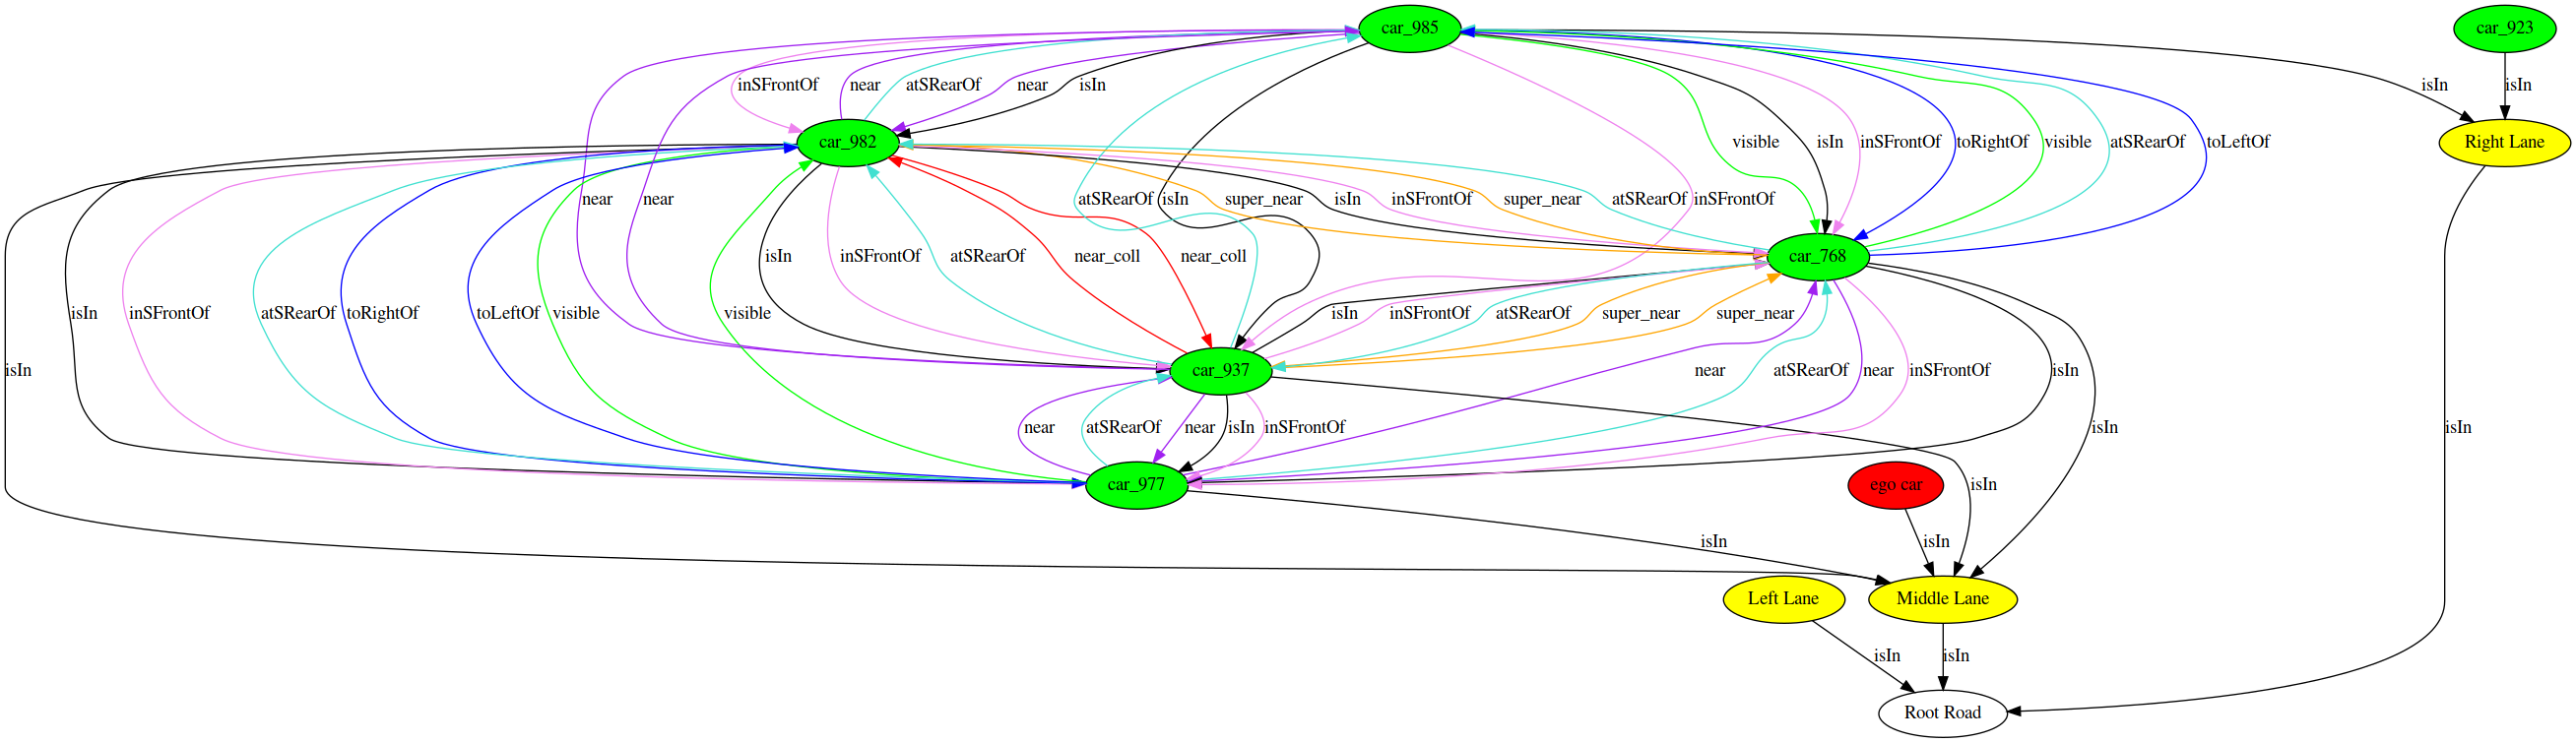 car_985 car_923
inSFrontOf near atSRearOf near isIn isIn isIn
car_982 visible isIn inSFrontOf toRightOf visible atSRearOf toLeftOf Right Lane
near near atSRearOf isIn super_near isIn inSFrontOf super_near atSRearOf inSFrontOf
isIn inSFrontOf atSRearOf near_coll near_coll car_768
isIn inSFrontOf atSRearOf toRightOf toLeftOf visible visible isIn inSFrontOf atSRearOf super_near super_near
isIn car_937 near atSRearOf near inSFrontOf isIn
near atSRearOf near isIn inSFrontOf isIn isIn
car_977 ego car isIn
isIn isIn
Left Lane Middle Lane
isIn isIn
Root Road